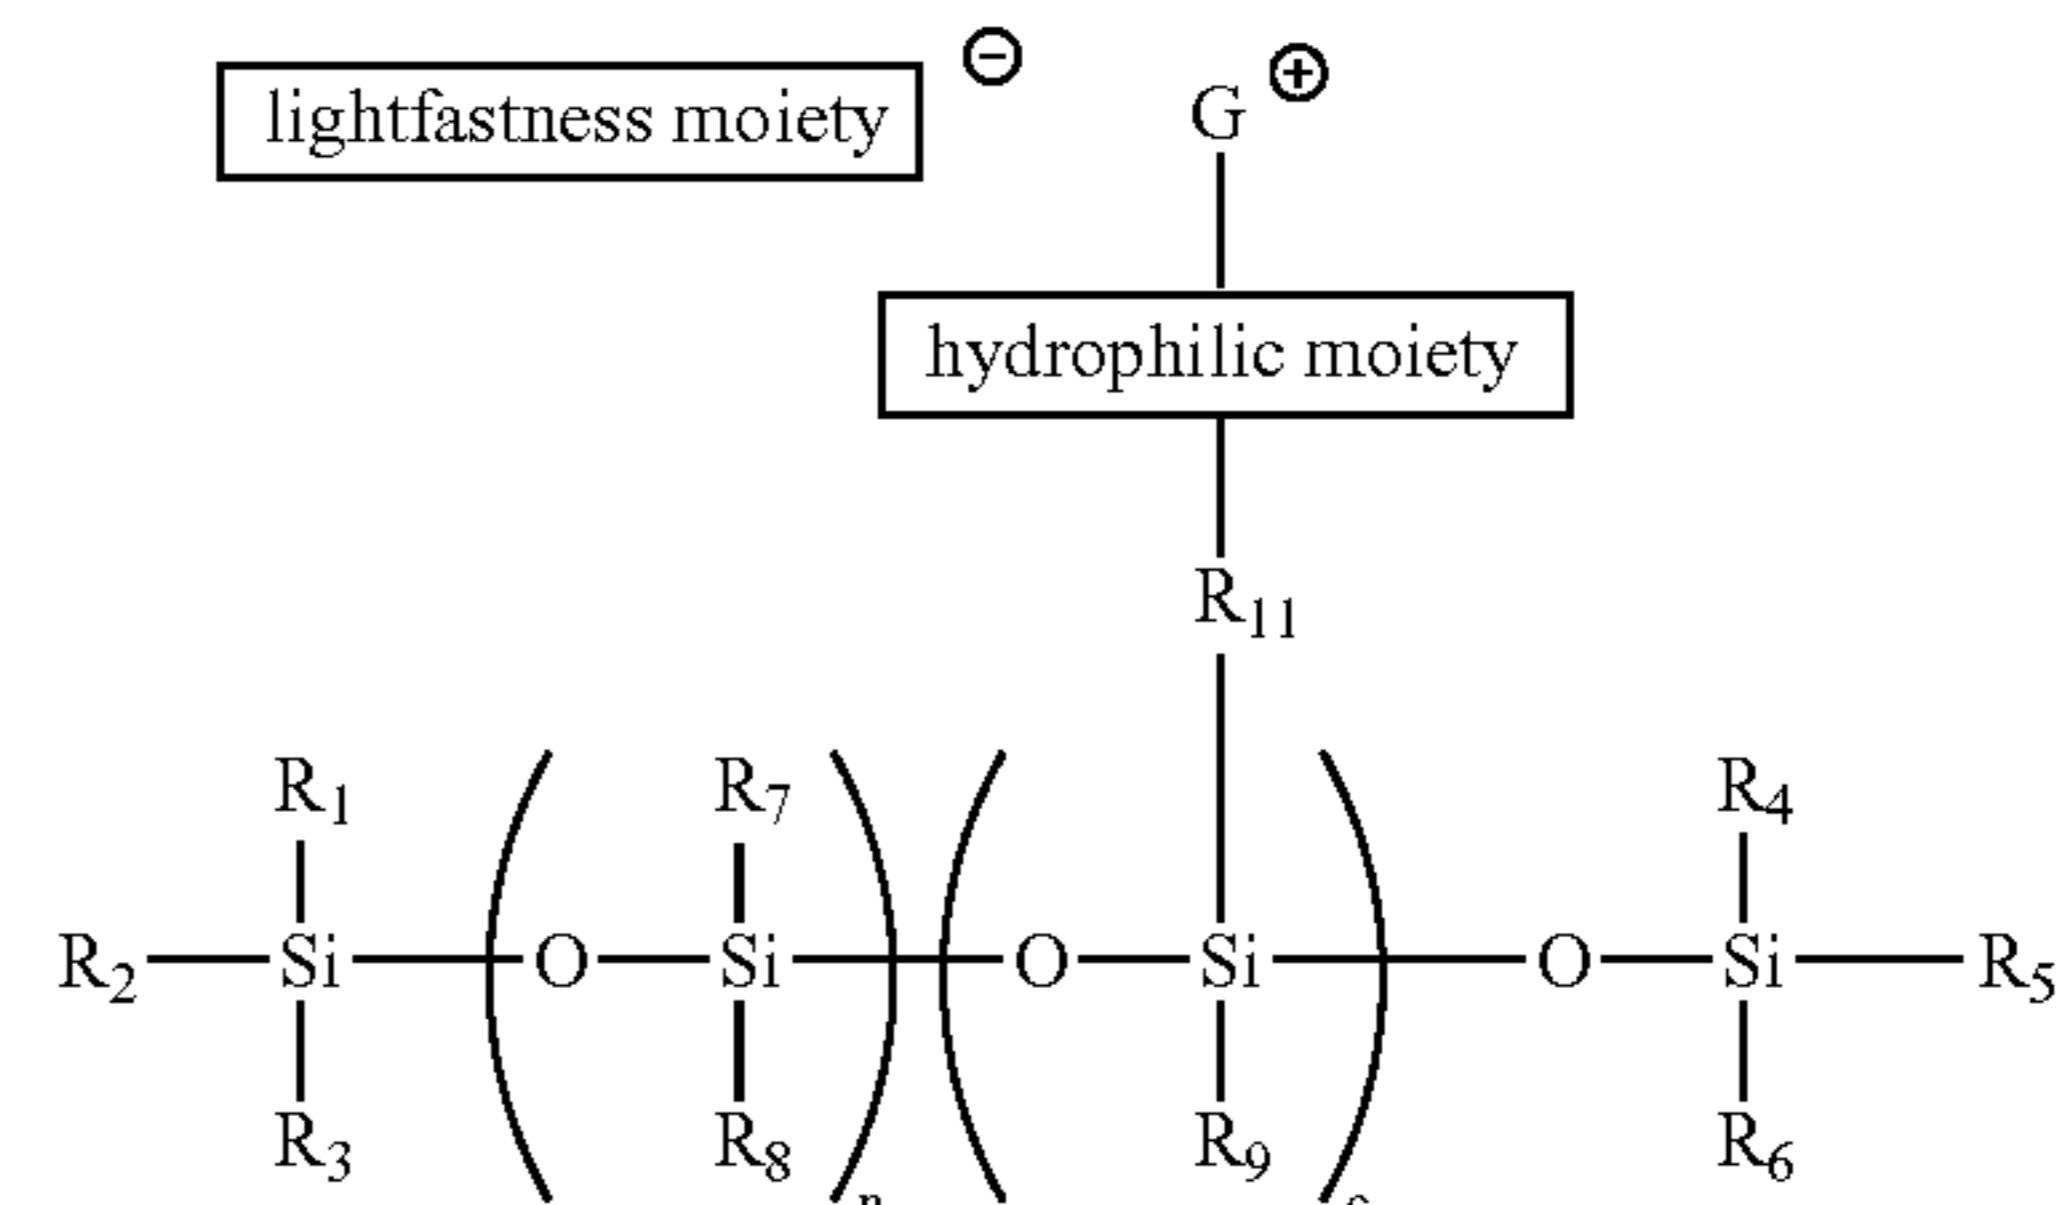 lightfastness moiety ⊖
G ⊕
hydrophilic moiety
R11
R1 R7 R4
R2 Si O Si O Si O Si R5
R3 R8 R9 R6